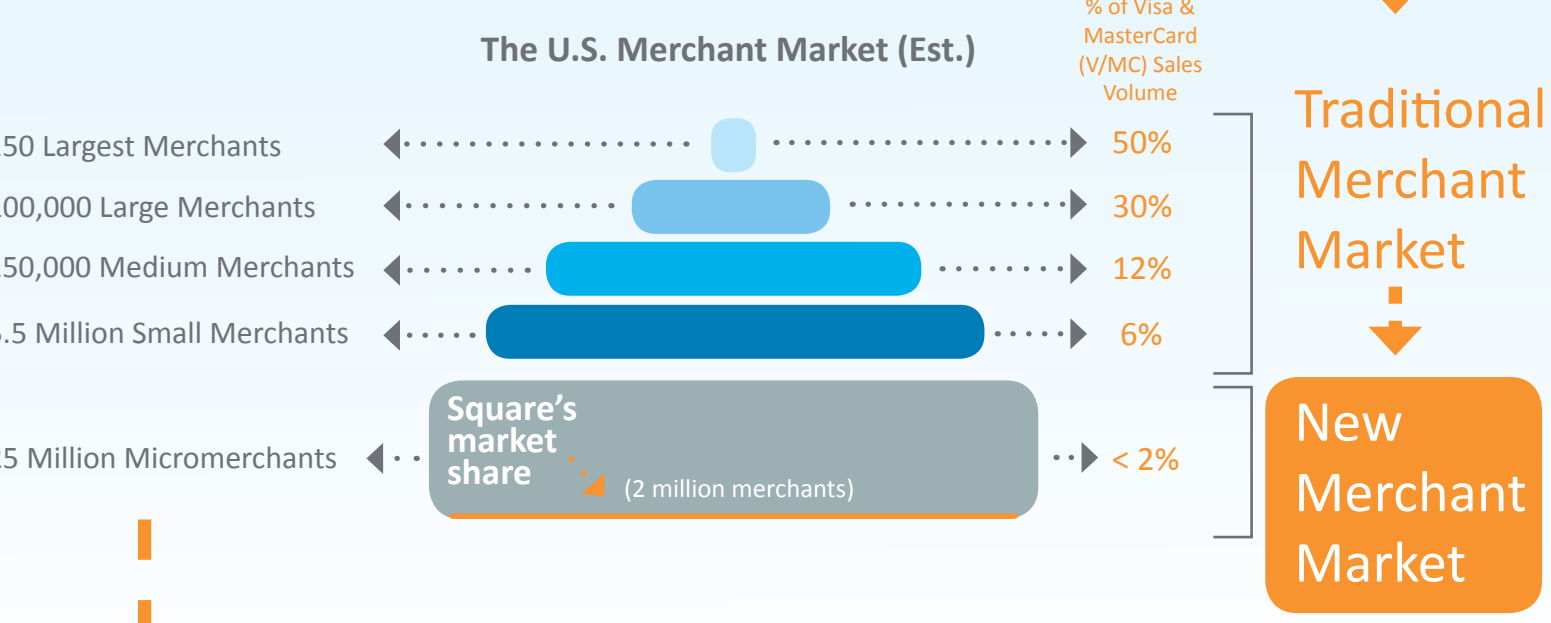 % of Visa &
MasterCard
(V/MC) Sales
Volume
The U.S. Merchant Market (Est.)
50 Largest Merchants
50%
00,000 Large Merchants
30%
50,000 Medium Merchants
12%
.5 Million Small Merchants
6%
Traditional
Merchant
Market
Square’s
market
share
(2 million merchants)
5 Million Micromerchants
< 2%
New
Merchant
Market